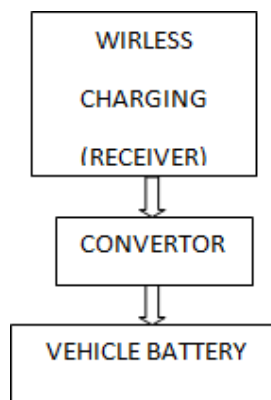 WIRLESS
CHARGING
(RECEIVER)
CONVERTOR
VEHICLE BATTERY